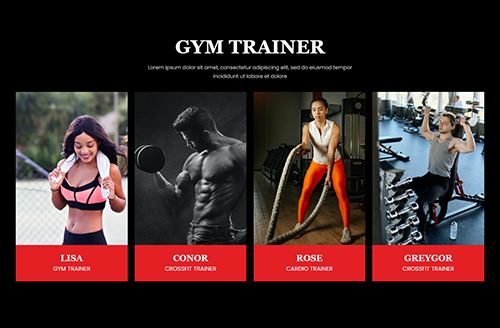 GYM TRAINER
Lorem ipsum dolor sit amet, consectetur adipiscing elit, sed do eiusmod tempor
incididunt ut labore et dolore
LISA
GYM TRAINER
CONOR
CROSSFIT TRAINER
ROSE
CARDIO TRAINER
GREYGOR
CROSSFIT TRAINER